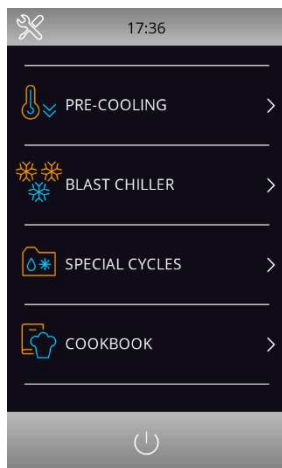 17:36
PRE-COOLING
BLAST CHILLER
SPECIAL CYCLES
COOKBOOK